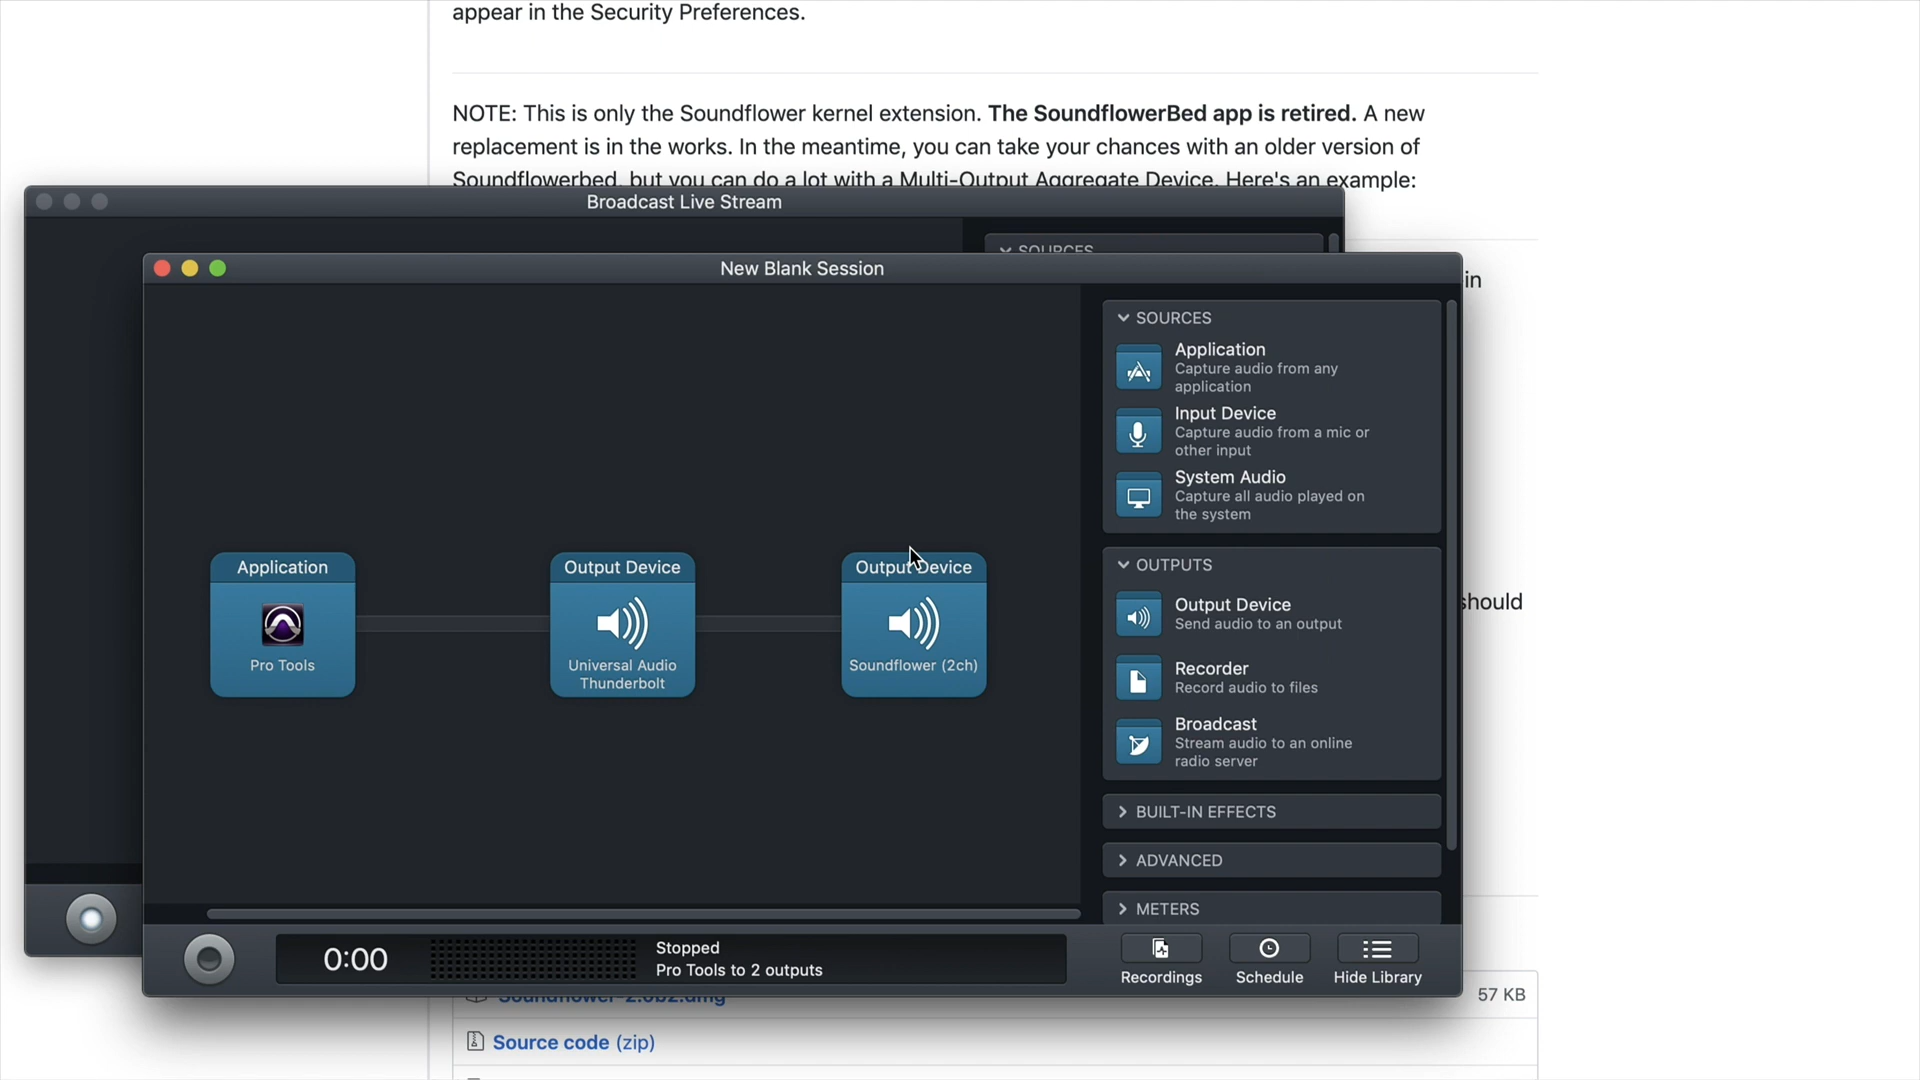 appear in the Security Preferences.
NOTE: This is only the Soundflower kernel extension. The SoundflowerBed app is retired. A new
replacement is in the works. In the meantime, you can take your chances with an older version of
Soundflowerbed, but you can do a lot with a Multi-Output Aggregate Device. Here's an example:
Broadcast Live Stream
SOURCES
New Blank Session
in
SOURCES
Application
Capture audio from any
application
Input Device
Capture audio from a mic or
other input
System Audio
Capture all audio played on
the system
Application
Pro Tools
Output Device
Universal Audio
Thunderbolt
Output Device
Soundflower (2ch)
OUTPUTS
Output Device
Send audio to an output
should
Recorder
Record audio to files
Broadcast
Stream audio to an online
radio server
BUILT-IN EFFECTS
ADVANCED
METERS
0:00
Stopped
Pro Tools to 2 outputs
Recordings
Schedule
Hide Library
Soundflower-2.0b2.dmg
57 KB
Source code (zip)